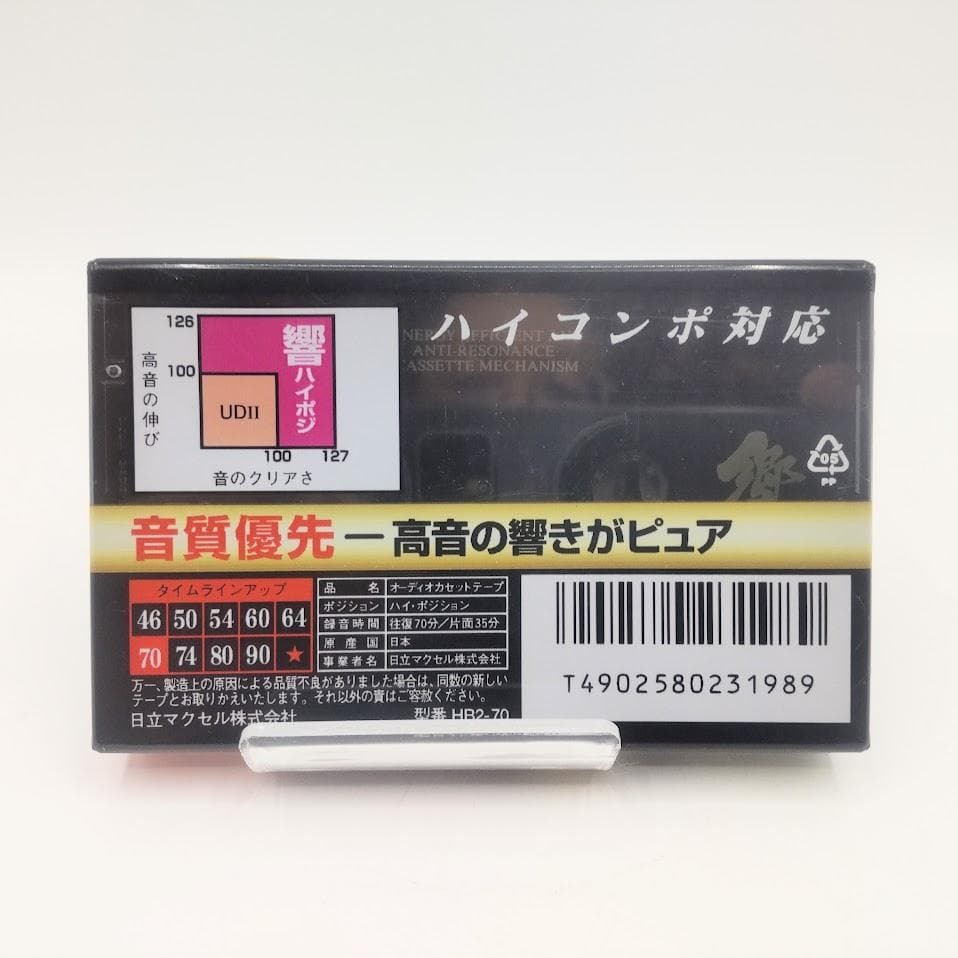 ハイコンポ対応
NERGY EFFICIENT
ANTI-RESONANCE
ASSETTE MECHANISM
126
100
高音の伸び
響ハイポジ
UDII
100 127
音のクリアさ
響
05
PP
音質優先―高音の響きがピュア
タイムラインアップ
46 50 54 60 64
70 74 80 90 ★
品名 オーディオカセットテープ
ポジション ハイ・ポジション
録音時間 往復70分/片面35分
原産国 日本
事業者名 日立マクセル株式会社
万一、製造上の原因による品質不良がありました場合は、同数の新しい
テープとお取りかえいたします。それ以外の責はご容赦ください。
日立マクセル株式会社 型番 HB2-70
T4902580231989